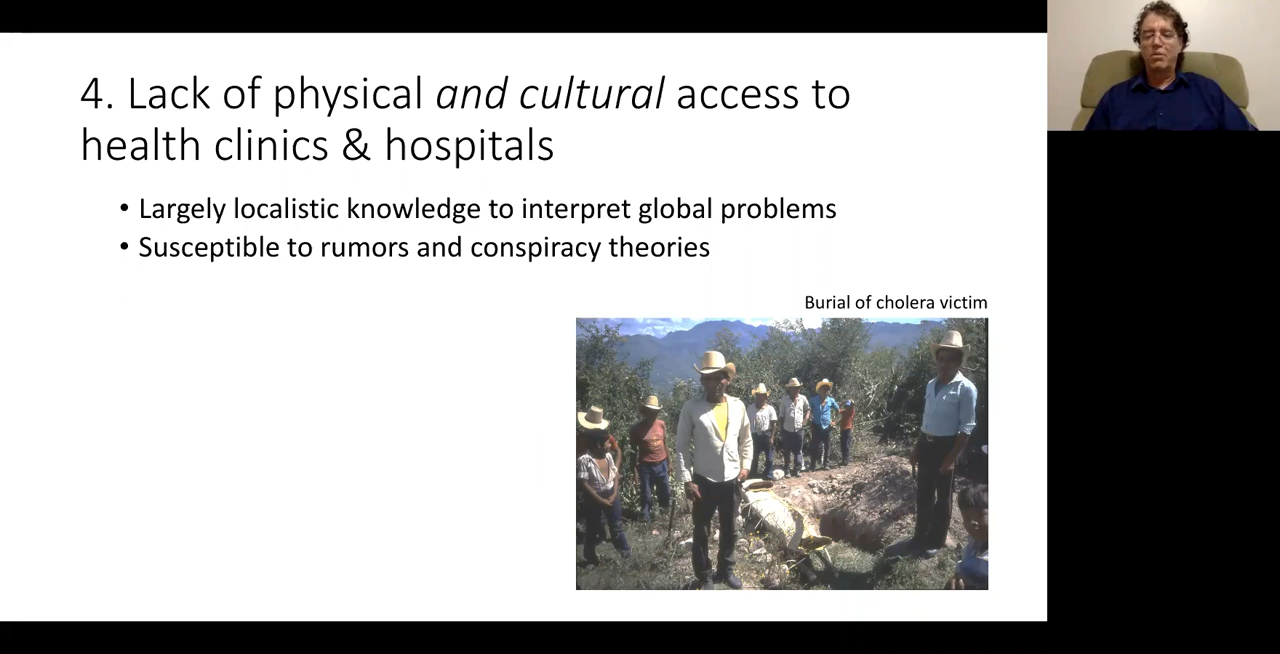 4. Lack of physical and cultural access to
health clinics & hospitals
• Largely localistic knowledge to interpret global problems
• Susceptible to rumors and conspiracy theories
Burial of cholera victim